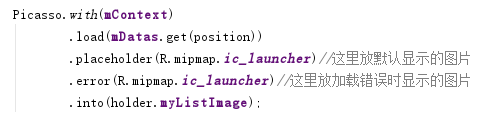 Picasso.with(mContext)
.load(mDatas.get(position))
.placeholder(R.mipmap.ic_launcher)//这里放默认显示的图片
.error(R.mipmap.ic_launcher)//这里放加载错误时显示的图片
.into(holder.myListImage);